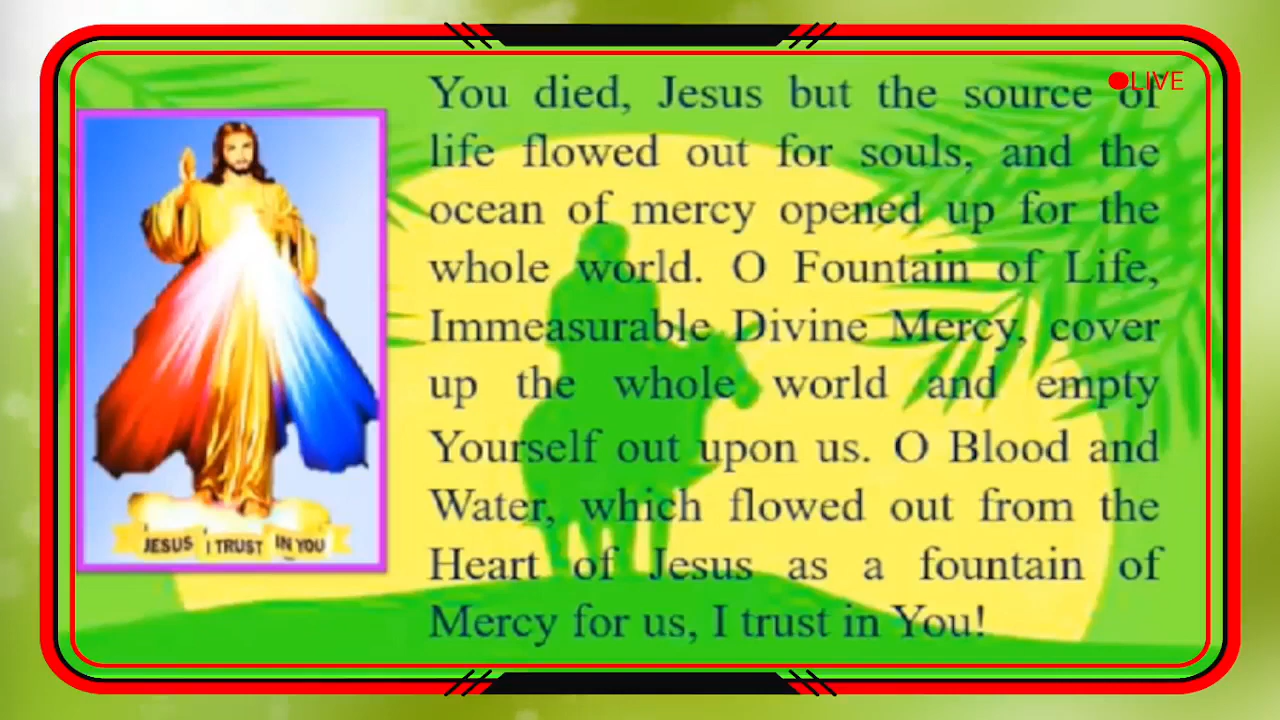 LIVE
You died, Jesus but the source of
life flowed out for souls, and the
ocean of mercy opened up for the
whole world. O Fountain of Life,
Immeasurable Divine Mercy, cover
up the whole world and empty
Yourself out upon us. O Blood and
Water, which flowed out from the
Heart of Jesus as a fountain of
Mercy for us, I trust in You!
JESUS I TRUST IN YOU